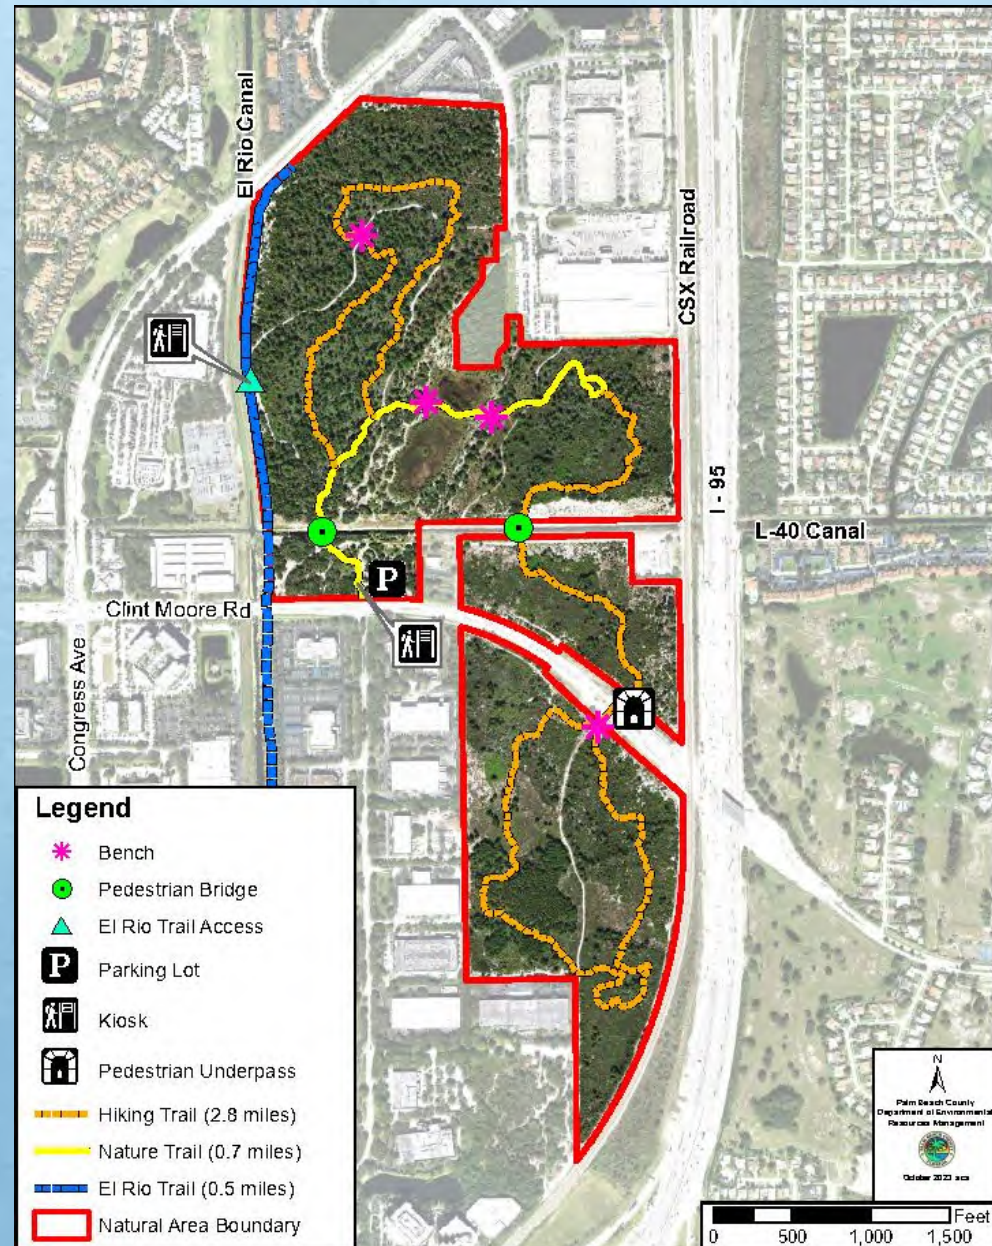 El Rio Canal
CSX Railroad
I - 95
L-40 Canal
P
Clint Moore Rd
Congress Ave
Legend
Bench
Pedestrian Bridge
El Rio Trail Access
P
Parking Lot
Kiosk
Pedestrian Underpass
Hiking Trail (2.8 miles)
Nature Trail (0.7 miles)
El Rio Trail (0.5 miles)
Natural Area Boundary
N
Palm Beach County
Department of Environmental
Resources Management
October 2023
Feet
0 500 1,000 1,500